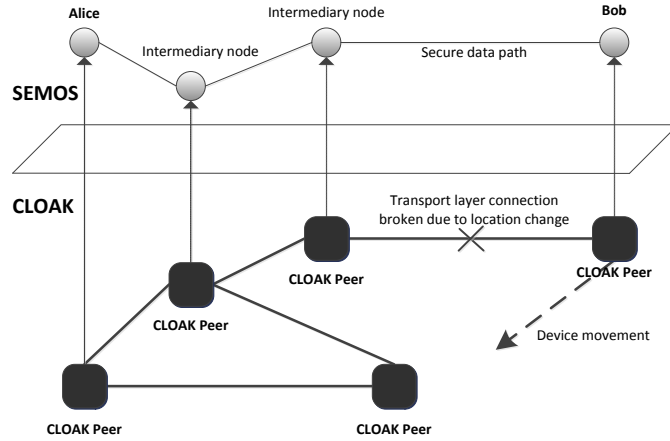 Alice
Intermediary node
Bob
Intermediary node
Secure data path
SEMOS
CLOAK
Transport layer connection
broken due to location change
CLOAK Peer
CLOAK Peer
CLOAK Peer
Device movement
CLOAK Peer
CLOAK Peer